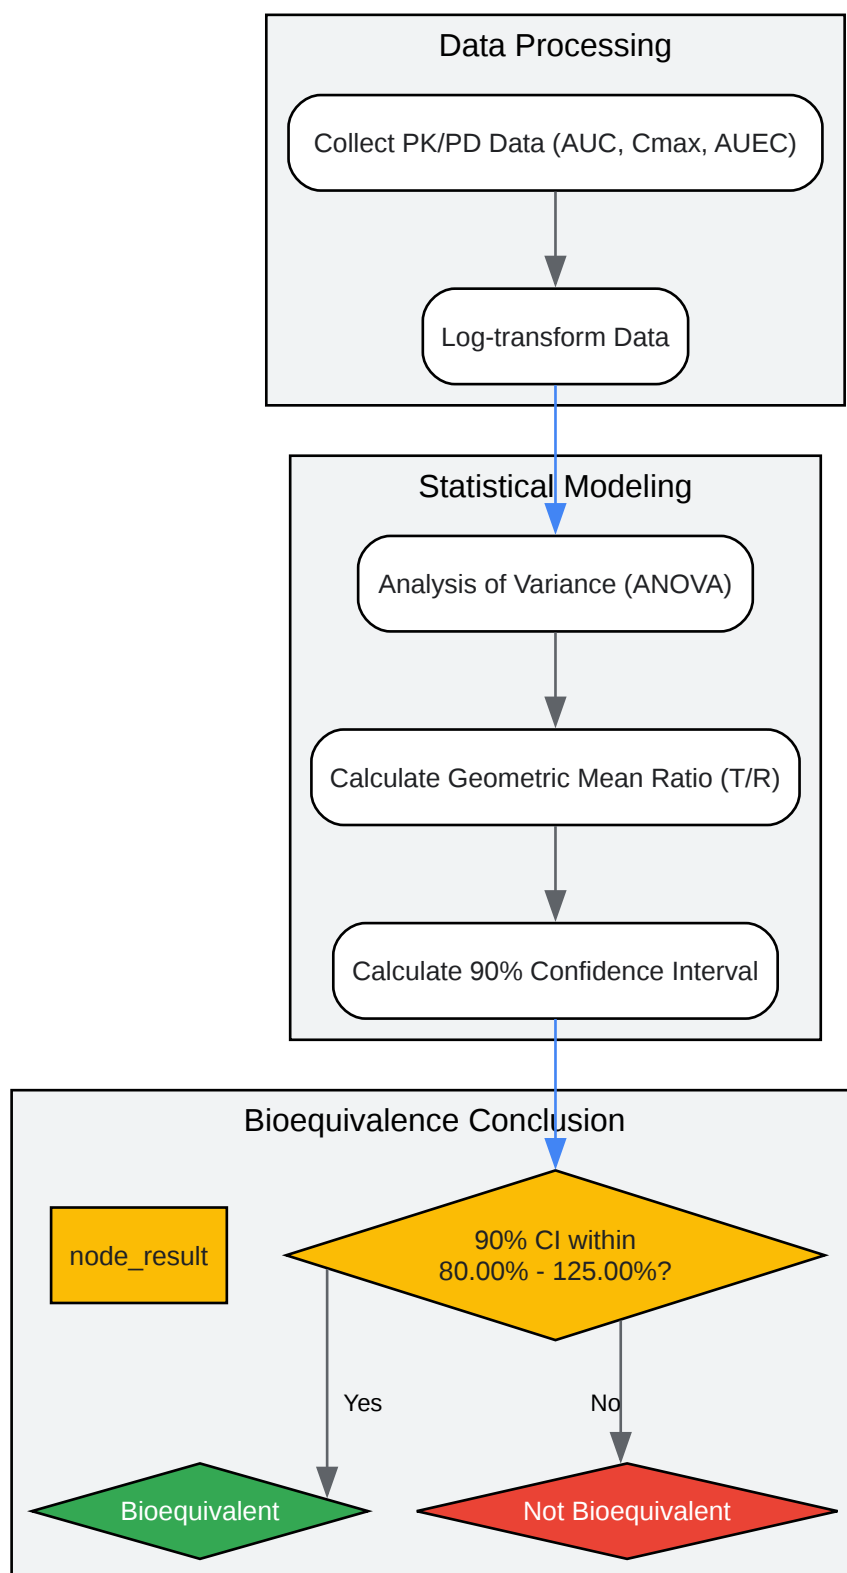 Data Processing
Collect PK/PD Data (AUC, Cmax, AUEC)
Log-transform Data
Statistical Modeling
Analysis of Variance (ANOVA)
Calculate Geometric Mean Ratio (T/R)
Calculate 90% Confidence Interval
Bioequivalence Conclusion
node_result
90% CI within
80.00% - 125.00%?
Yes
No
Bioequivalent
Not Bioequivalent